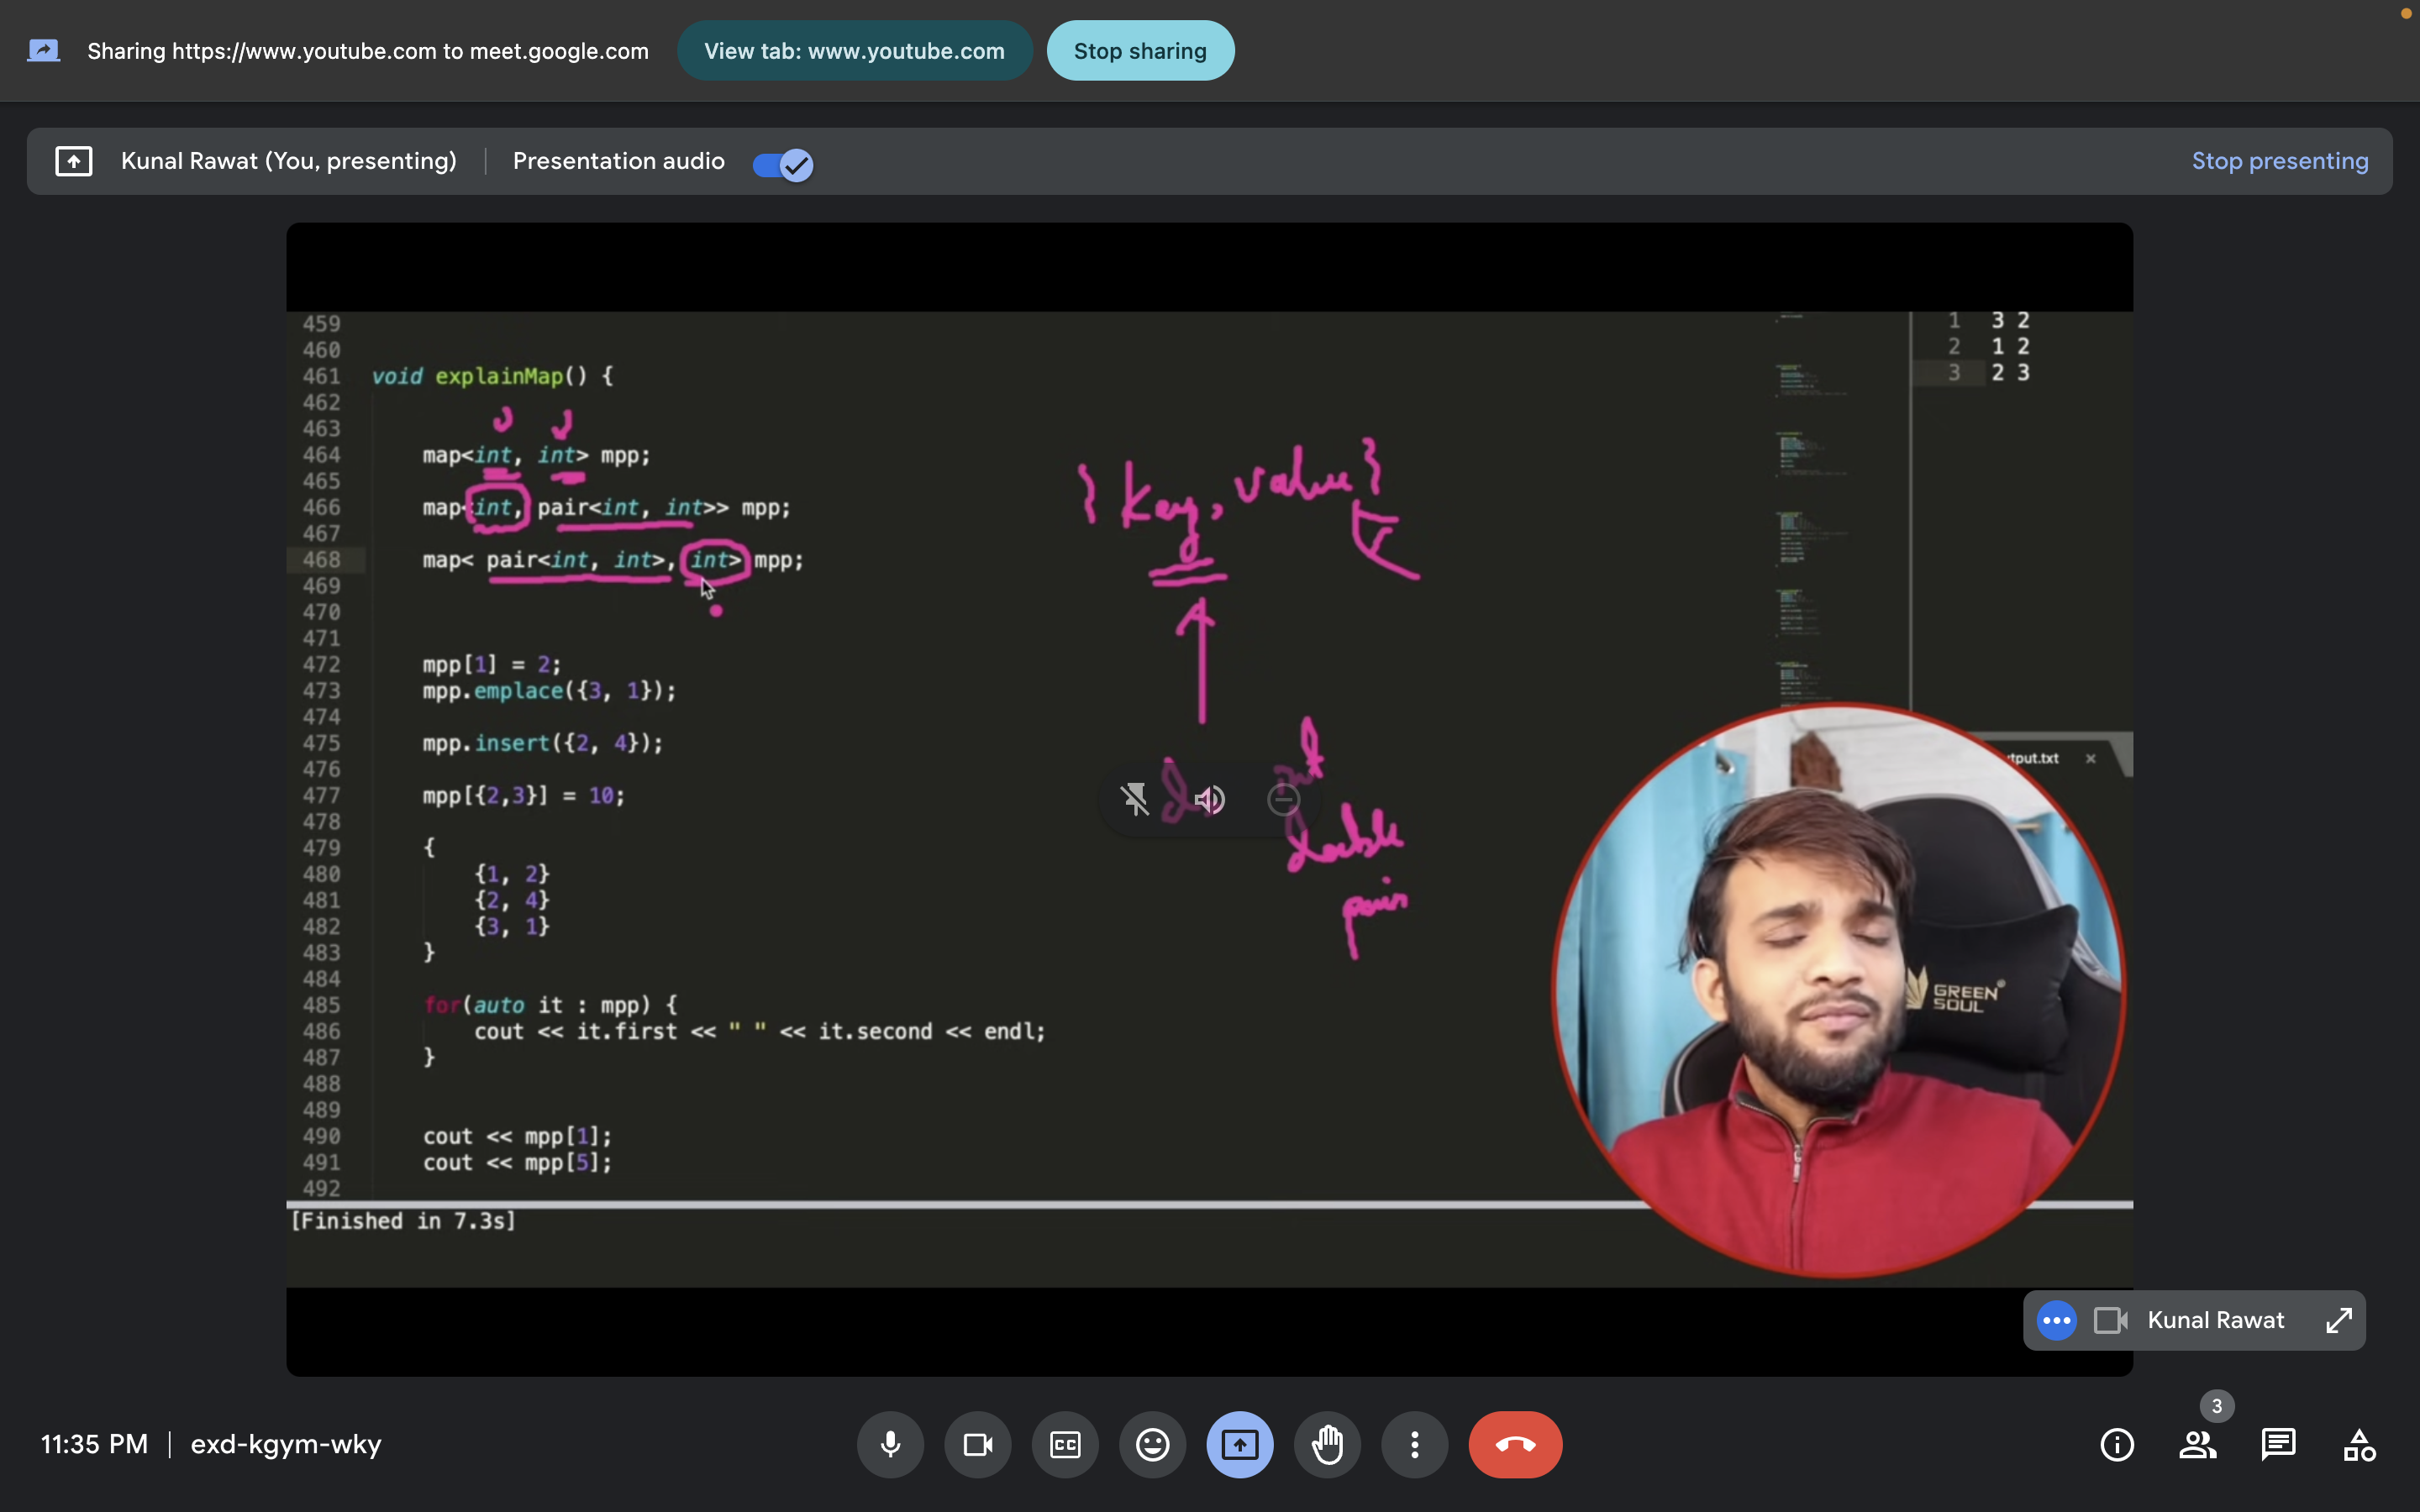 Sharing https://www.youtube.com to meet.google.com View tab: www.youtube.com Stop sharing
Kunal Rawat (You, presenting) Presentation audio Stop presenting
459
460
461 void explainMap() {
462
463
464 map<int, int> mpp;
465
466 map<int, pair<int, int>> mpp;
467
468 map< pair<int, int>, int> mpp;
469
470
471
472 mpp[1] = 2;
473 mpp.emplace({3, 1});
474
475 mpp.insert({2, 4});
476
477 mpp[{2,3}] = 10;
478
479 {
480 {1, 2}
481 {2, 4}
482 {3, 1}
483 }
484
485 for(auto it : mpp) {
486 cout << it.first << " " << it.second << endl;
487 }
488
489
490 cout << mpp[1];
491 cout << mpp[5];
492
[Finished in 7.3s]
{key, value}
int
double
pair
1 3 2
2 1 2
3 2 3
tput.txt ×
GREEN
SOUL
Kunal Rawat
11:35 PM | exd-kgym-wky
CC
3